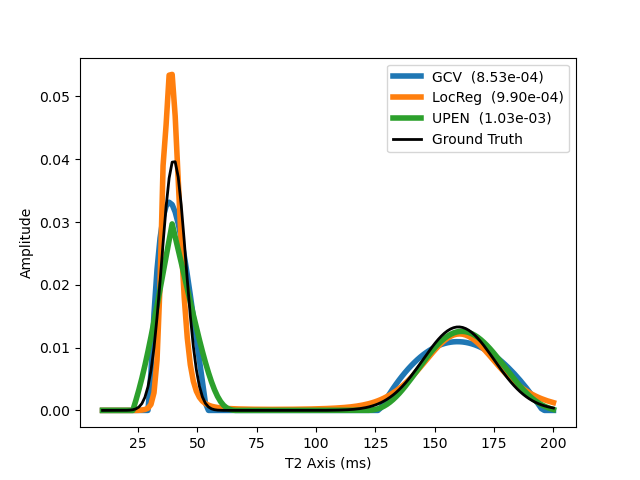 GCV  (8.53e-04)
LocReg  (9.90e-04)
UPEN  (1.03e-03)
Ground Truth
0.05
0.04
0.03
0.02
0.01
0.00
Amplitude
25 50 75 100 125 150 175 200
T2 Axis (ms)